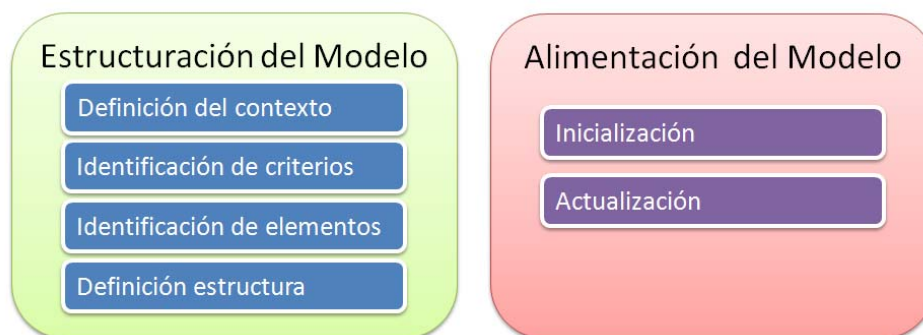 Estructuración del Modelo
Definición del contexto
Identificación de criterios
Identificación de elementos
Definición estructura
Alimentación del Modelo
Inicialización
Actualización